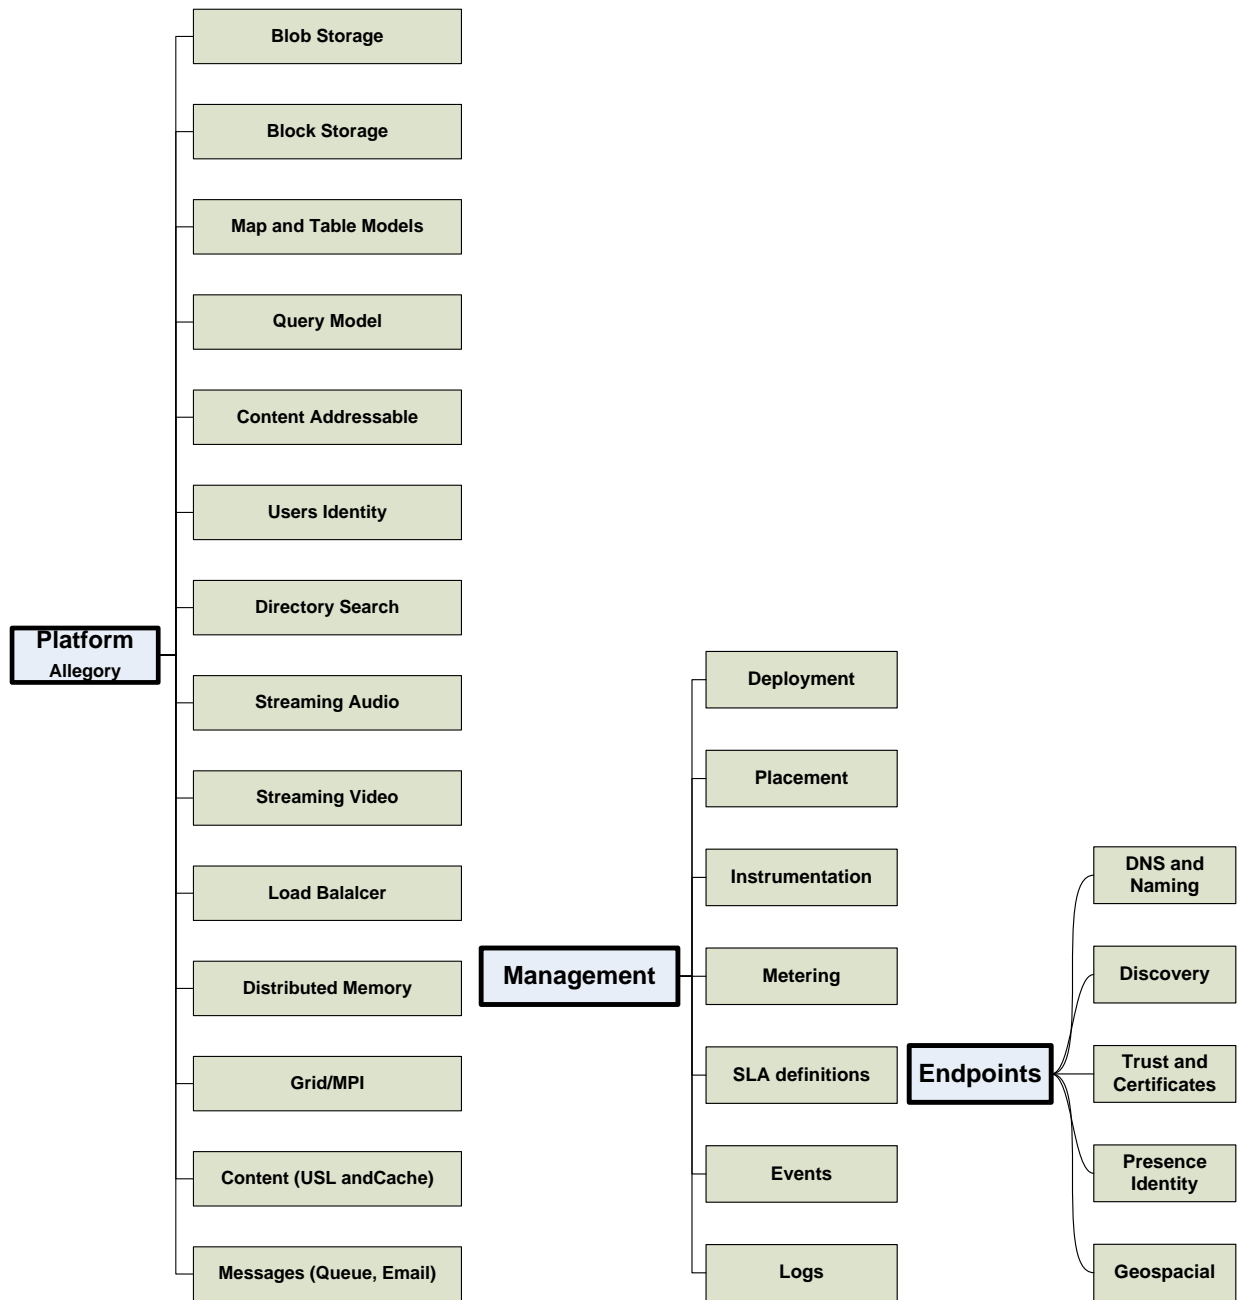 Blob Storage
Block Storage
Map and Table Models
Query Model
Content Addressable
Users Identity
Directory Search
Platform
Allegory
Streaming Audio
Streaming Video
Load Balalcer
Distributed Memory
Grid/MPI
Content (USL andCache)
Messages (Queue, Email)
Management
Deployment
Placement
Instrumentation
Metering
SLA definitions
Events
Logs
Endpoints
DNS and
Naming
Discovery
Trust and
Certificates
Presence
Identity
Geospacial